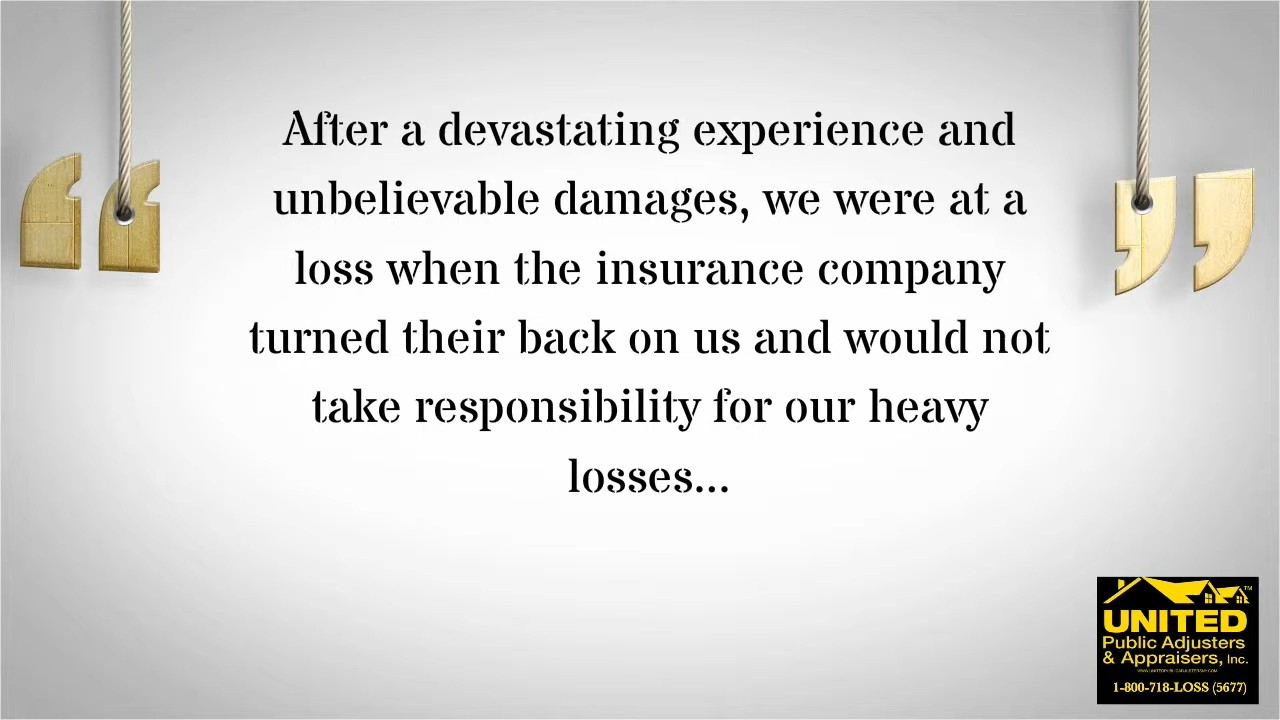 After a devastating experience and
unbelievable damages, we were at a
loss when the insurance company
turned their back on us and would not
take responsibility for our heavy
losses...
UNITED
TM
Public Adjusters
& Appraisers, Inc.
1-800-718-LOSS (5677)